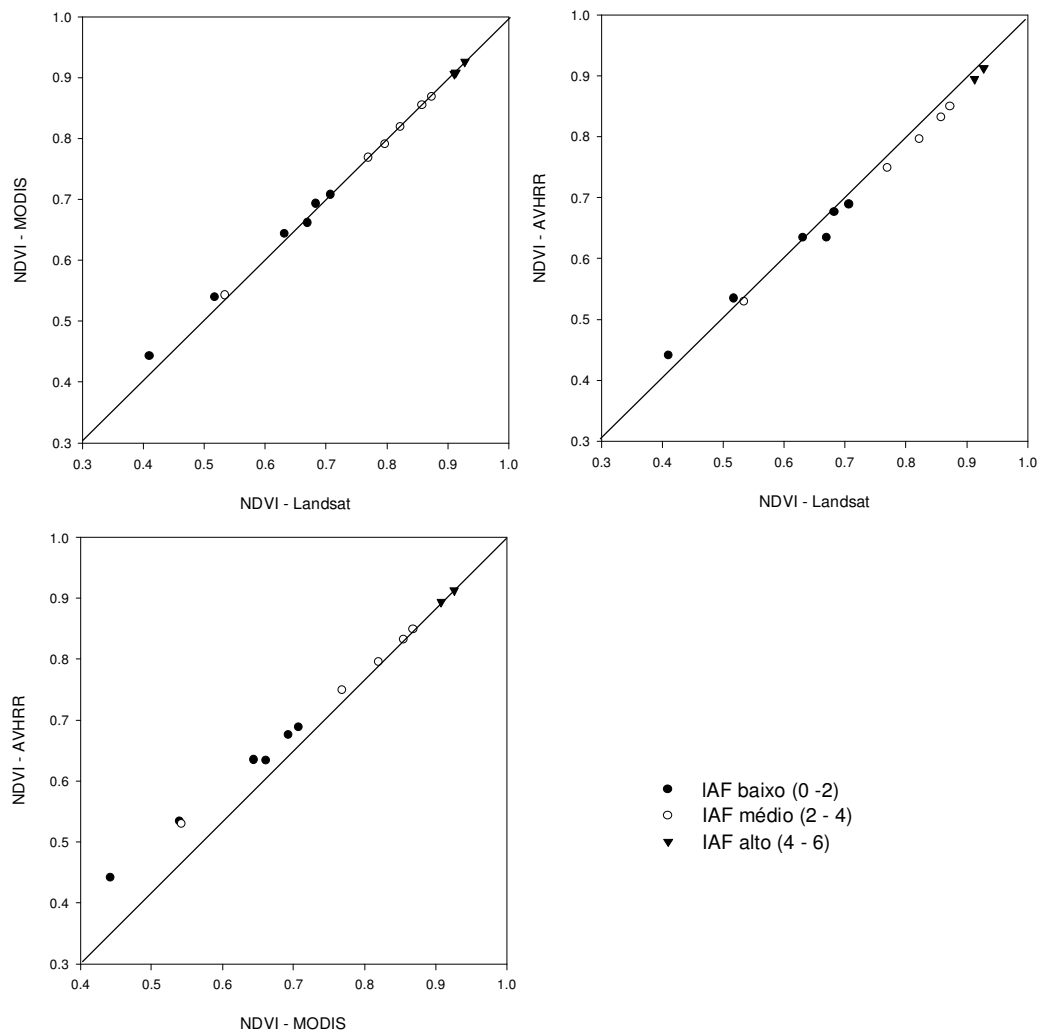 1.0
0.9
0.8
0.7
0.6
0.5
0.4
0.3
NDVI - MODIS
0.3 0.4 0.5 0.6 0.7 0.8 0.9 1.0
NDVI - Landsat
1.0
0.9
0.8
0.7
0.6
0.5
0.4
0.3
NDVI - AVHRR
0.3 0.4 0.5 0.6 0.7 0.8 0.9 1.0
NDVI - Landsat
1.0
0.9
0.8
0.7
0.6
0.5
0.4
0.3
NDVI - AVHRR
0.4 0.5 0.6 0.7 0.8 0.9 1.0
NDVI - MODIS
IAF baixo (0 -2)
IAF médio (2 - 4)
IAF alto (4 - 6)